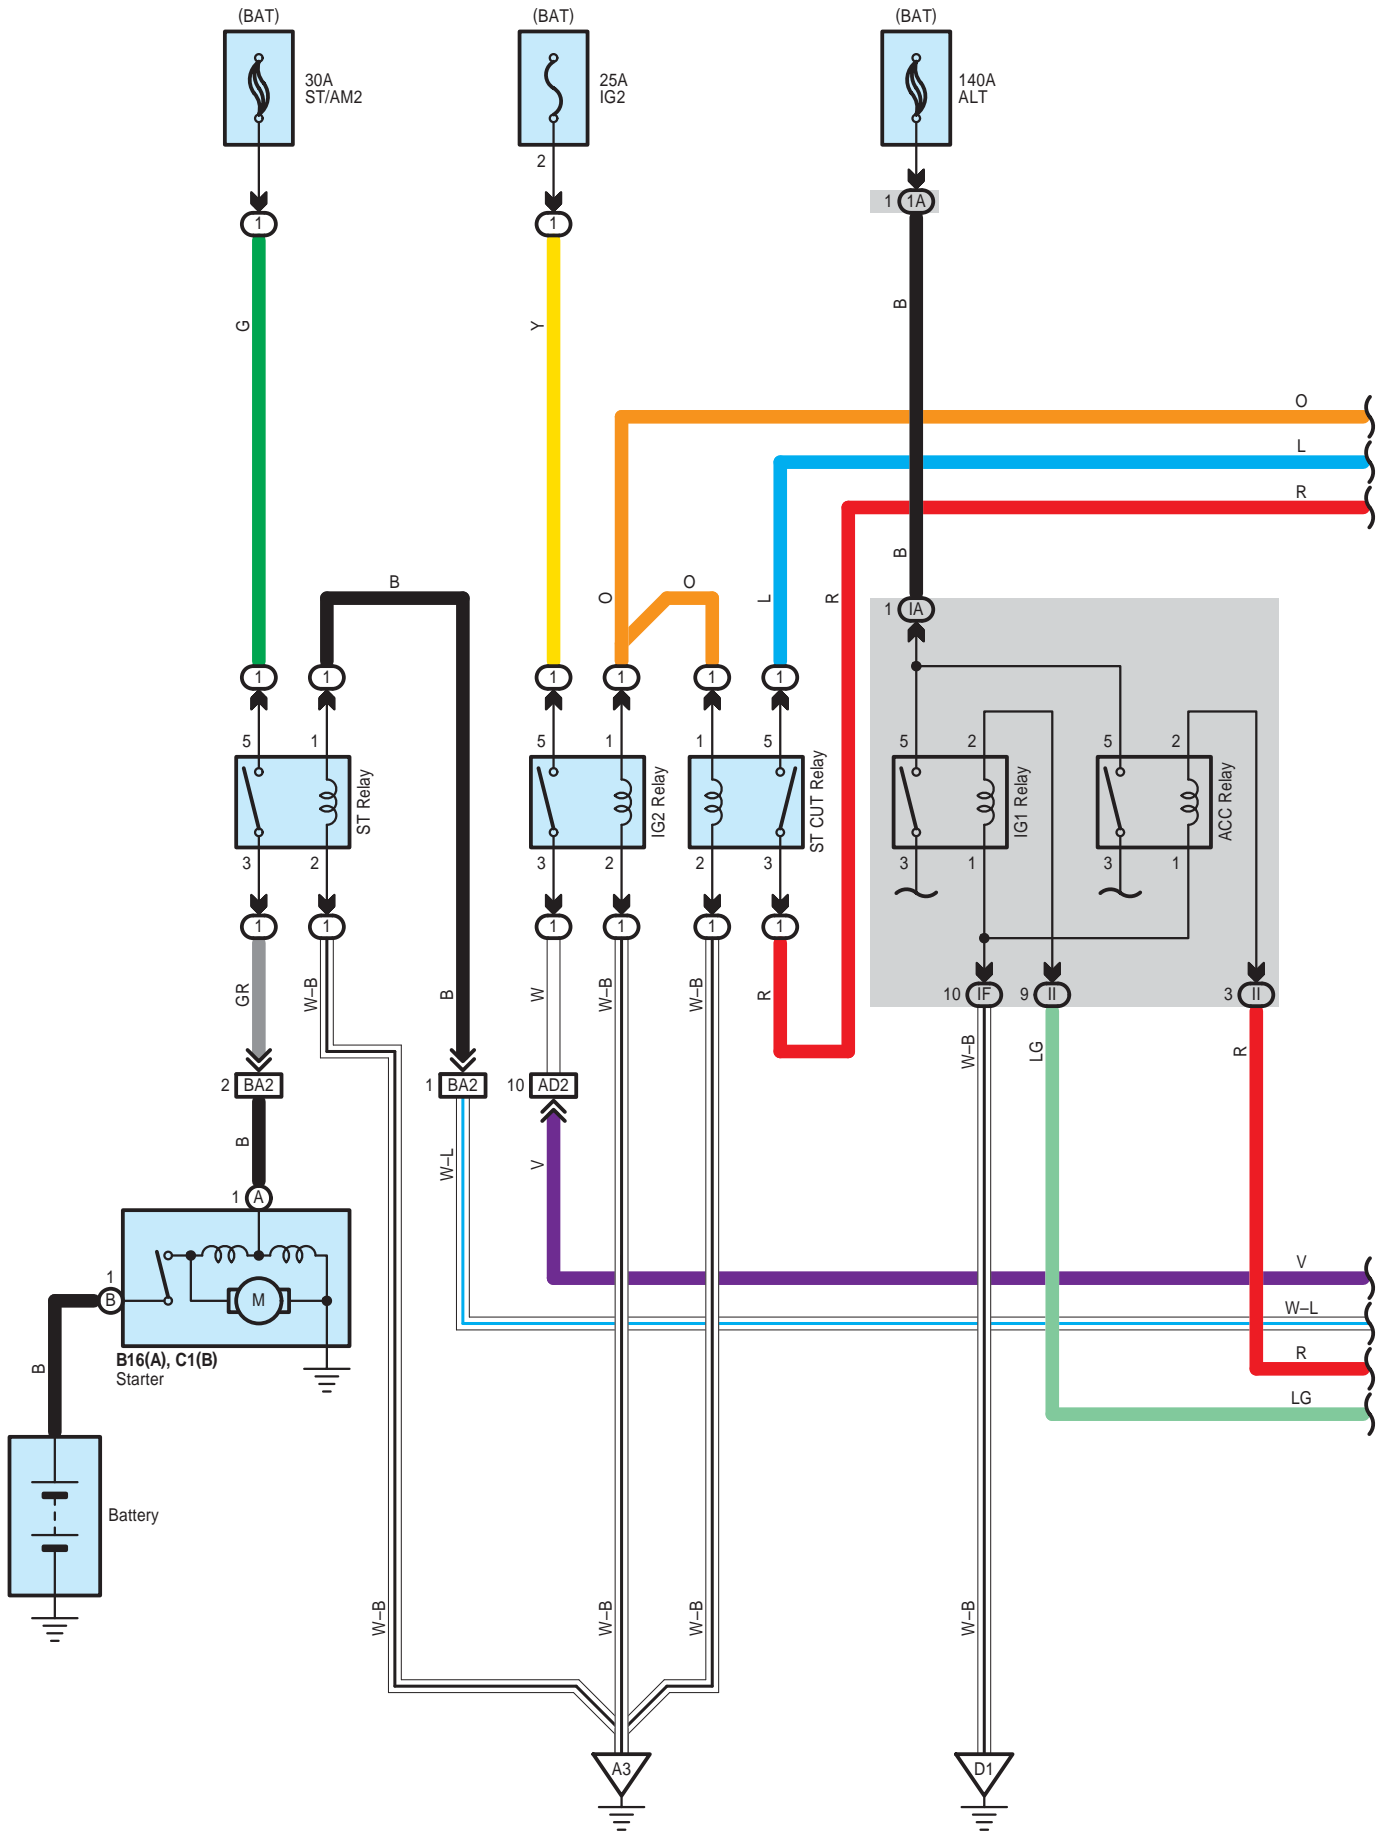 (BAT)
(BAT)
(BAT)
30A
ST/AM2
25A
IG2
140A
ALT
2
1
1
1
1A
G
Y
B
O
L
R
B
B
O
O
L
R
1
IA
1
1
1
1
1
1
5
1
5
1
1
5
5
2
5
2
ST Relay
IG2 Relay
ST CUT Relay
IG1 Relay
ACC Relay
3
2
3
2
2
3
3
1
3
1
1
1
1
1
1
1
GR
W–B
B
W
W–B
W–B
R
10
IF
9
II
3
II
W–B
LG
R
2
BA2
1
BA2
10
AD2
B
W–L
V
1
A
M
1
B
B16(A), C1(B)
Starter
B
V
W–L
R
LG
Battery
W–B
W–B
W–B
W–B
A3
D1